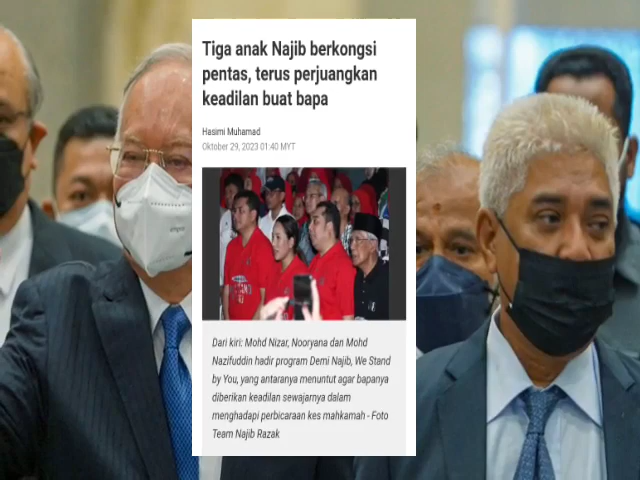 Tiga anak Najib berkongsi
pentas, terus perjuangkan
keadilan buat bapa
Hasimi Muhamad
Oktober 29, 2023 01:40 MYT
Dari kiri: Mohd Nizar, Nooryana dan Mohd
Nazifuddin hadir program Demi Najib, We Stand
by You, yang antaranya menuntut agar bapanya
diberikan keadilan sewajarnya dalam
menghadapi perbicaraan kes mahkamah - Foto
Team Najib Razak